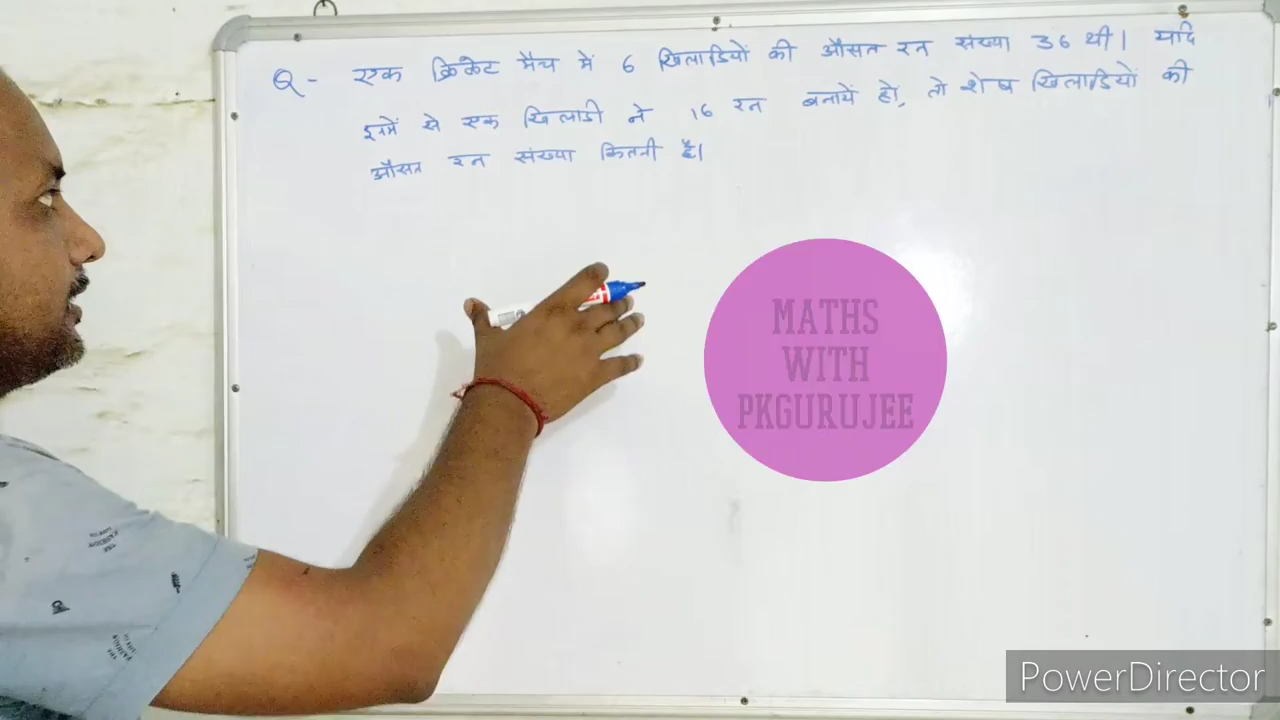 Q- एक क्रिकेट मैच में 6 खिलाडियों की औसत रन संख्या 36 थी। यदि
इनमें से एक खिलाडी ने 16 रन बनायें हो, तो शेष खिलाडियों की
औसत रन संख्या कितनी है।
MATHS
WITH
PKGURUJEE
PowerDirector